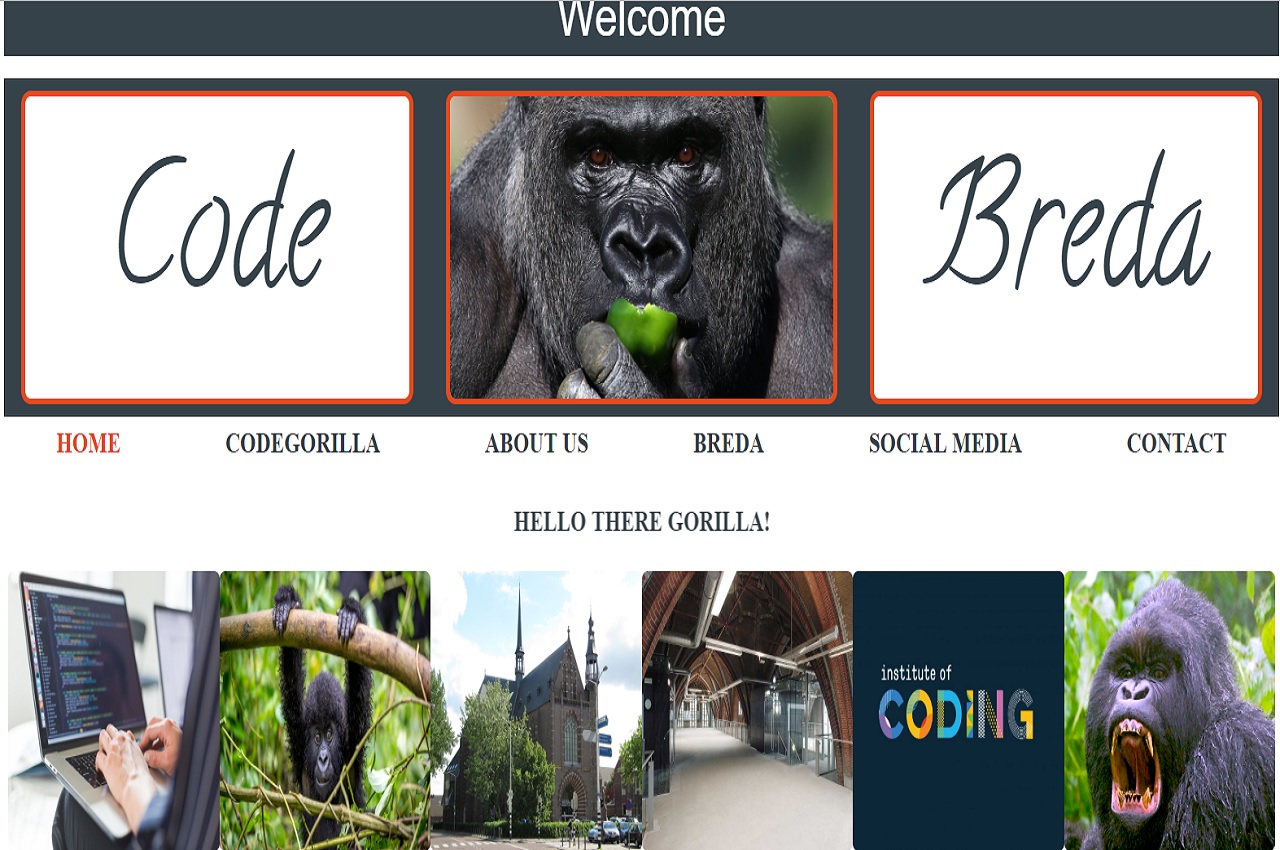 Welcome
Code
Breda
HOME CODEGORILLA ABOUT US BREDA SOCIAL MEDIA CONTACT
HELLO THERE GORILLA!
institute of
CODING